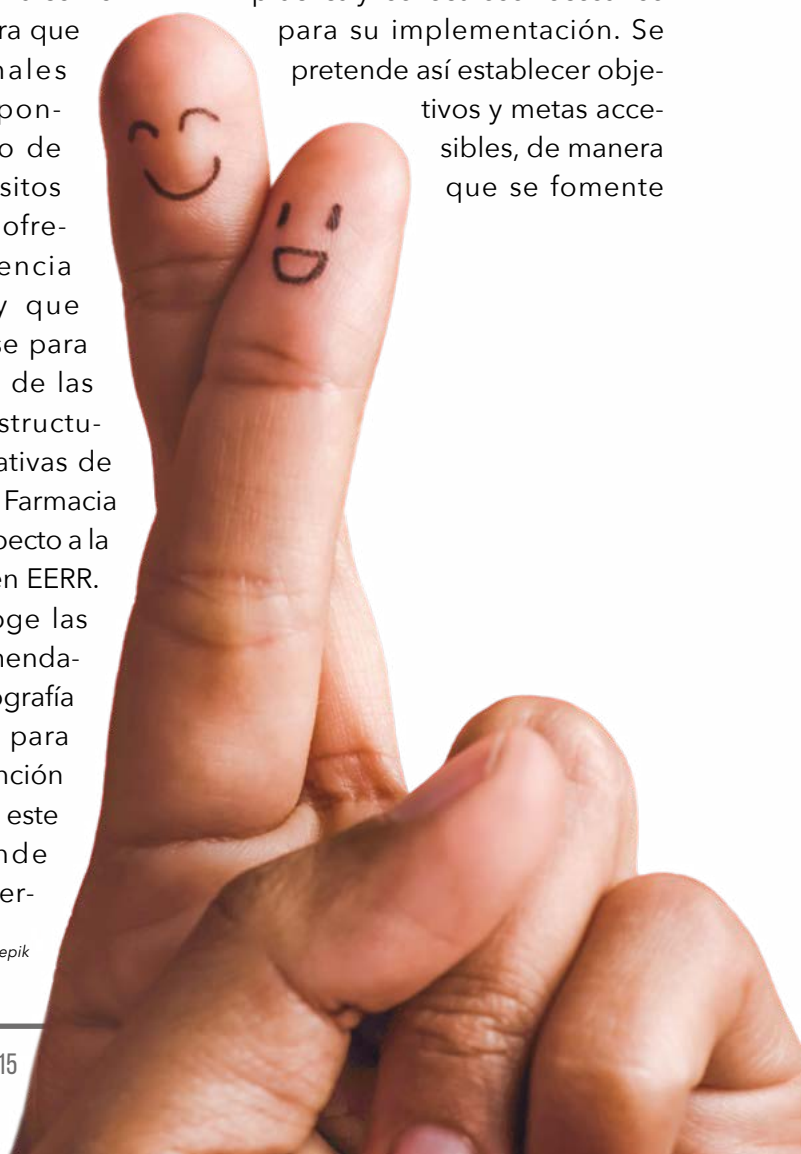 ra que
nales
pon-
o de
sitos
ofre-
encia
y que
se para
de las
structu-
ativas de
Farmacia
pecto a la
en EERR.
oge las
menda-
ografía
para
nción
este
nde
er-
epik
15
para su implementación. Se
pretende así establecer obje-
tivos y metas acce-
sibles, de manera
que se fomente